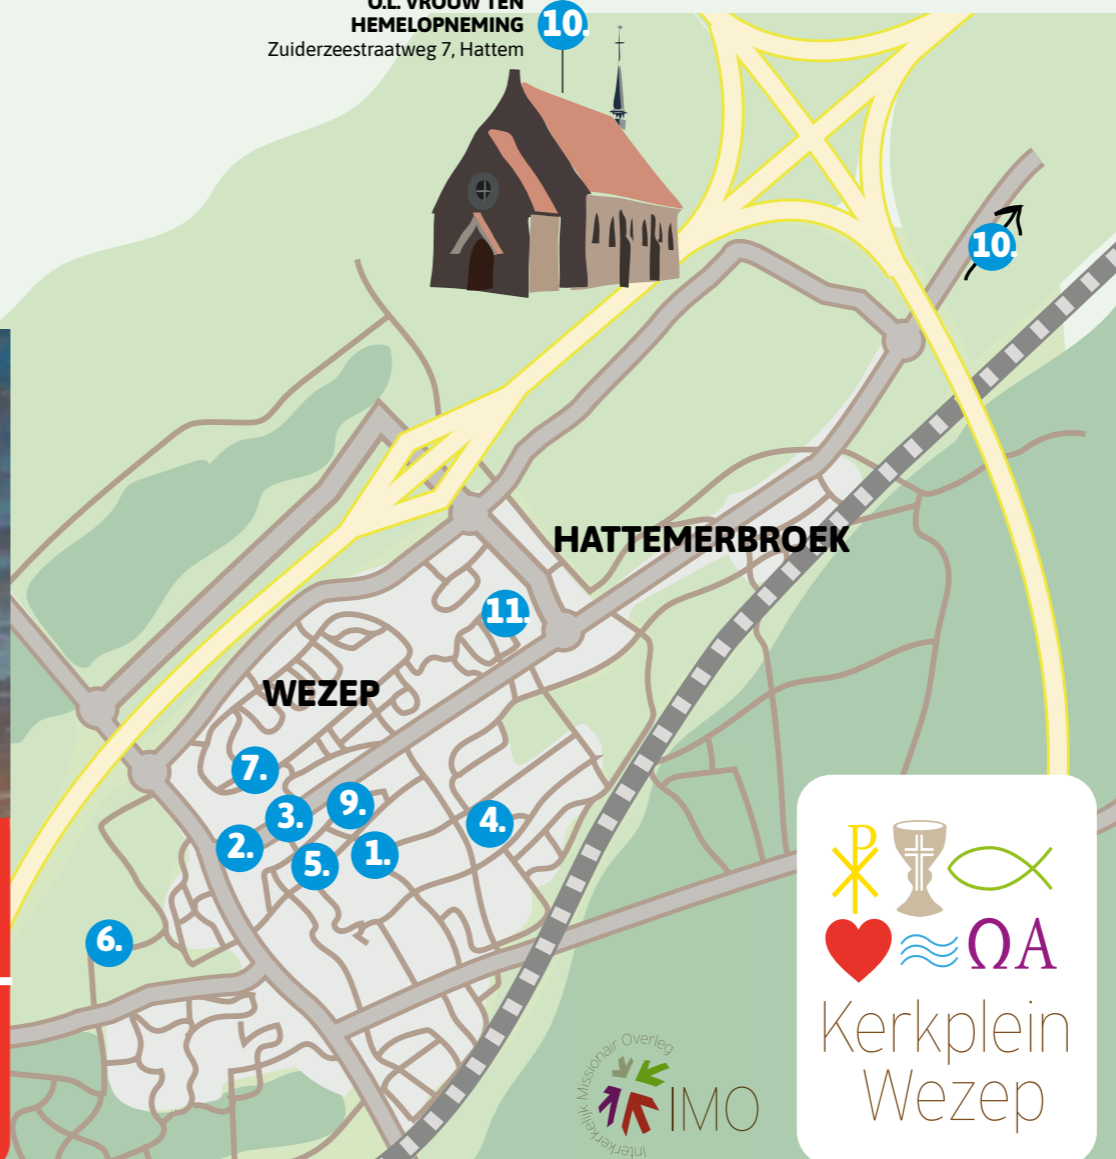 O.L. VROUW TEN
HEMELOPNEMING
Zuiderzeestraatweg 7, Hattem
10.
10.
HATTEMERBROEK
11.
WEZEP
7.
3.
9.
2.
5.
1.
4.
6.
ΩA
Kerkplein
Wezep
Interkerkelijk Missionair Overleg
IMO